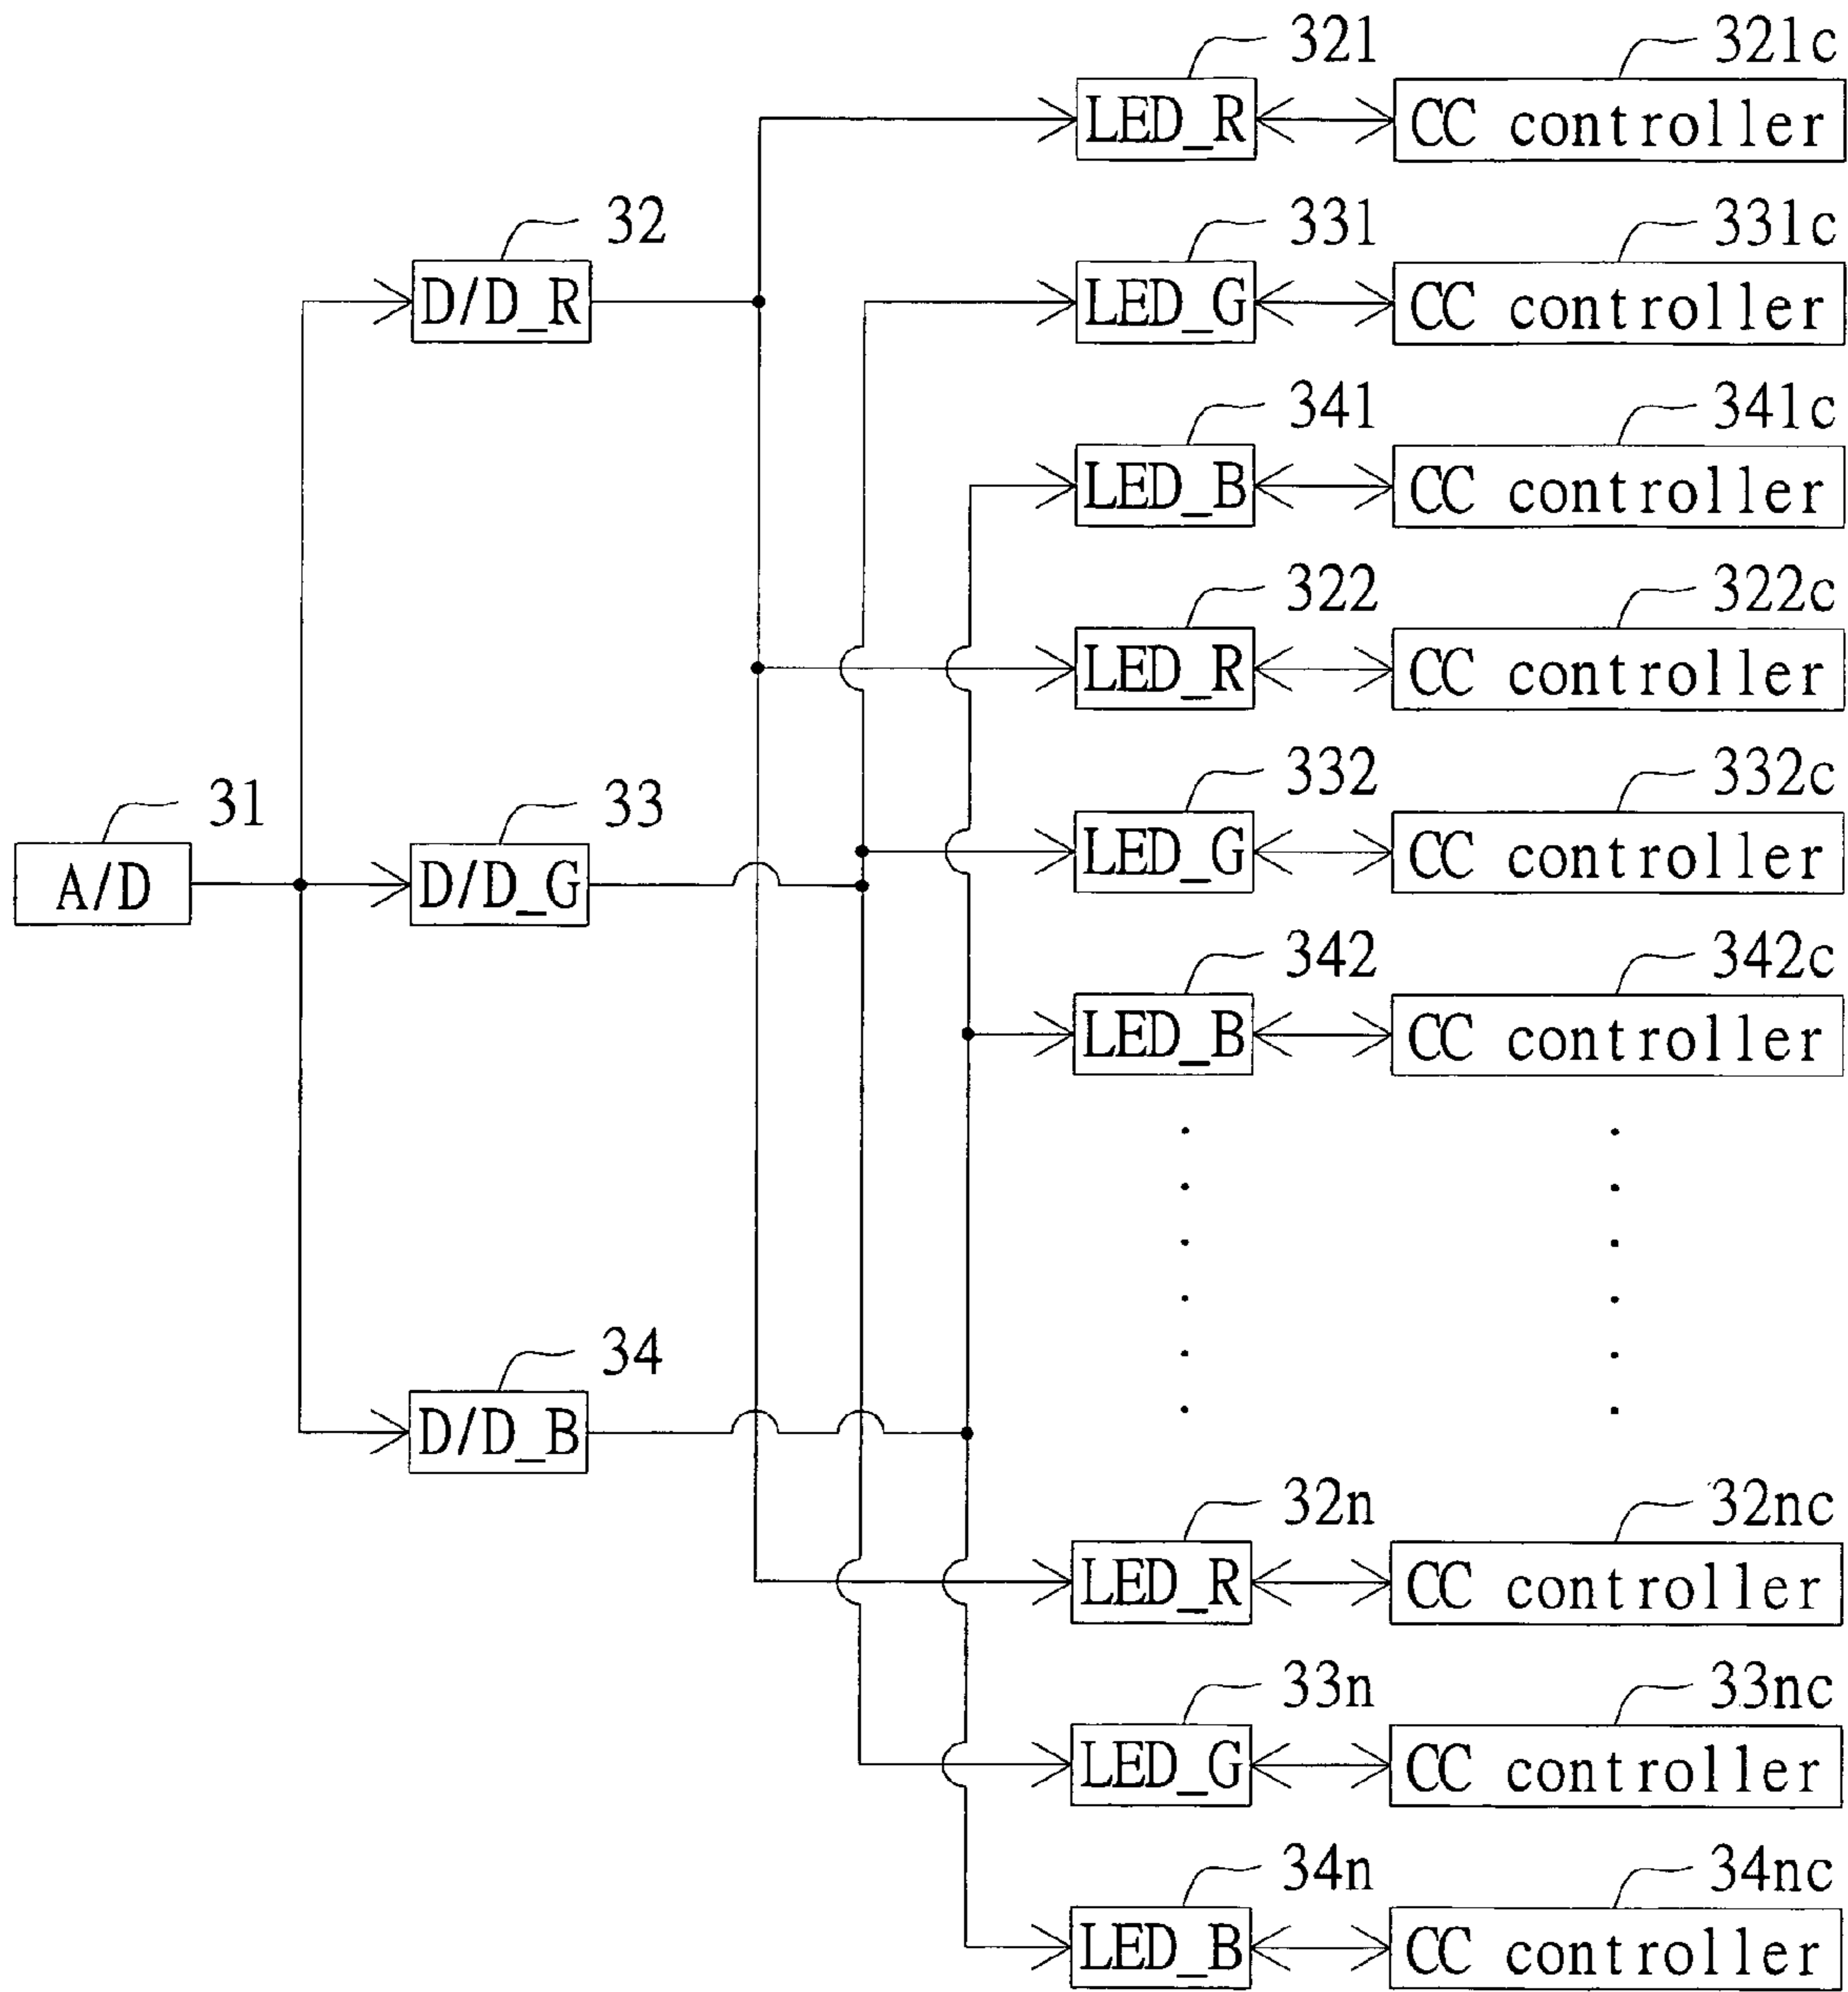 321 321c
LED_R CC controller
32 331 331c
D/D_R LED_G CC controller
341 341c
LED_B CC controller
322 322c
LED_R CC controller
31 33 332 332c
A/D D/D_G LED_G CC controller
342 342c
LED_B CC controller
34
D/D_B
32n 32nc
LED_R CC controller
33n 33nc
LED_G CC controller
34n 34nc
LED_B CC controller